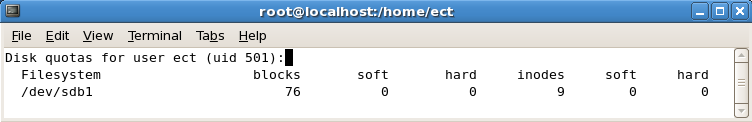 root@localhost:/home/ect
File Edit View Terminal Tabs Help
Disk quotas for user ect (uid 501):
Filesystem blocks soft hard inodes soft hard
/dev/sdb1 76 0 0 9 0 0